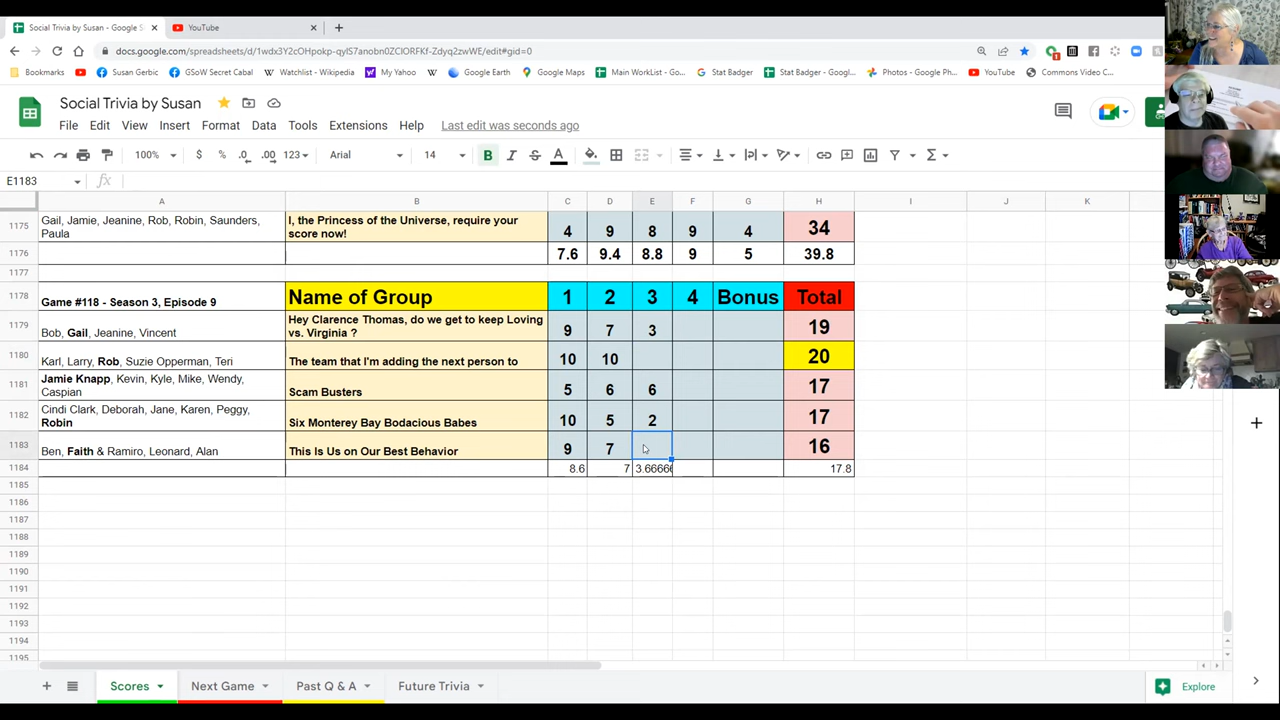 Social Trivia by Susan - Google S
YouTube
docs.google.com/spreadsheets/d/1wdx3Y2cOHpokp-qyIS7anobn0ZCIORFKf-Zdyq2zwWE/edit#gid=0
Bookmarks
Susan Gerbic
GSoW Secret Cabal
Watchlist - Wikipedia
My Yahoo
Google Earth
Google Maps
Main WorkList - Go...
Stat Badger
Stat Badger - Googl...
Photos - Google Ph...
YouTube
Commons Video C...
Social Trivia by Susan
File Edit View Insert Format Data Tools Extensions Help Last edit was seconds ago
100% $ % .0 .00 123 Arial 14 B I S A
E1183 fx
A B C D E F G H I J K
1175 Gail, Jamie, Jeanine, Rob, Robin, Saunders, Paula I, the Princess of the Universe, require your score now! 4 9 8 9 4 34
1176 7.6 9.4 8.8 9 5 39.8
1177
1178 Game #118 - Season 3, Episode 9 Name of Group 1 2 3 4 Bonus Total
1179 Bob, Gail, Jeanine, Vincent Hey Clarence Thomas, do we get to keep Loving vs. Virginia ? 9 7 3 19
1180 Karl, Larry, Rob, Suzie Opperman, Teri The team that I'm adding the next person to 10 10 20
1181 Jamie Knapp, Kevin, Kyle, Mike, Wendy, Caspian Scam Busters 5 6 6 17
1182 Cindi Clark, Deborah, Jane, Karen, Peggy, Robin Six Monterey Bay Bodacious Babes 10 5 2 17
1183 Ben, Faith & Ramiro, Leonard, Alan This Is Us on Our Best Behavior 9 7 16
1184 8.6 7 3.66666 17.8
1185
1186
1187
1188
1189
1190
1191
1192
1193
1194
1195
Scores Next Game Past Q & A Future Trivia Explore